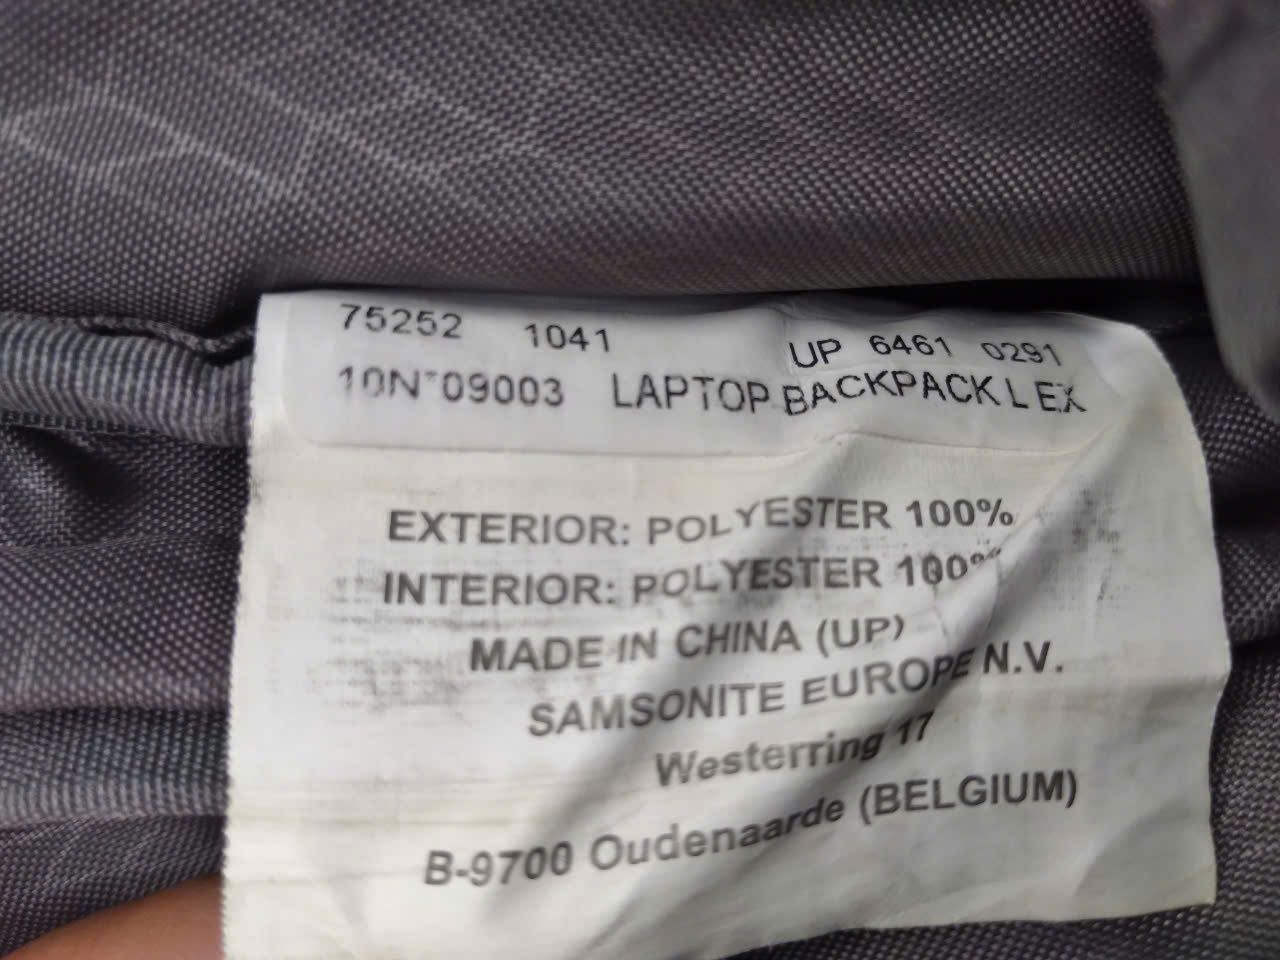 75252 1041 UP 6461 0291
10N*09003 LAPTOP BACKPACK L EX
EXTERIOR: POLYESTER 100%
INTERIOR: POLYESTER 100%
MADE IN CHINA (UP)
SAMSONITE EUROPE N.V.
Westerring 17
B-9700 Oudenaarde (BELGIUM)